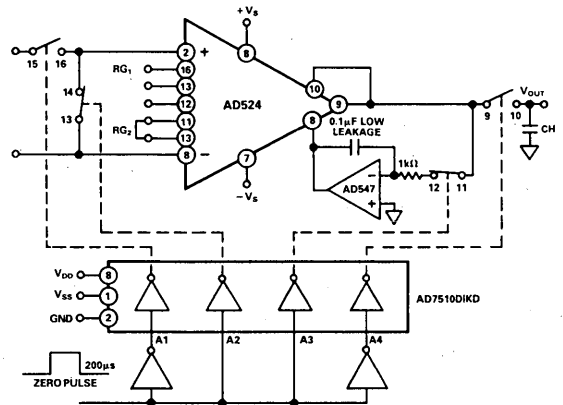 +VS
8
15
16
2
+
RG1
16
13
12
11
RG2
13
8
−
14
13
AD524
10
9
8
7
−VS
0.1µF LOW
LEAKAGE
1kΩ
−
AD547
+
12
11
9
10
VOUT
CH
VDD
8
VSS
1
GND
2
AD7510DIKD
A1
A2
A3
A4
200µs
ZERO PULSE